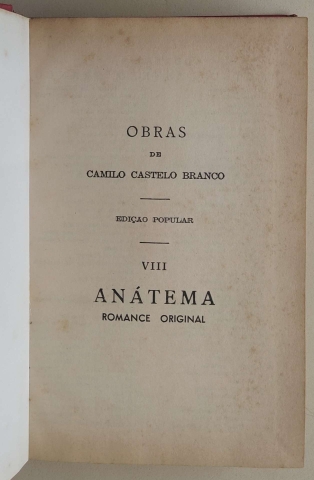 OBRAS
DE
CAMILO CASTELO BRANCO
EDIÇÃO POPULAR
VIII
ANÁTEMA
ROMANCE ORIGINAL